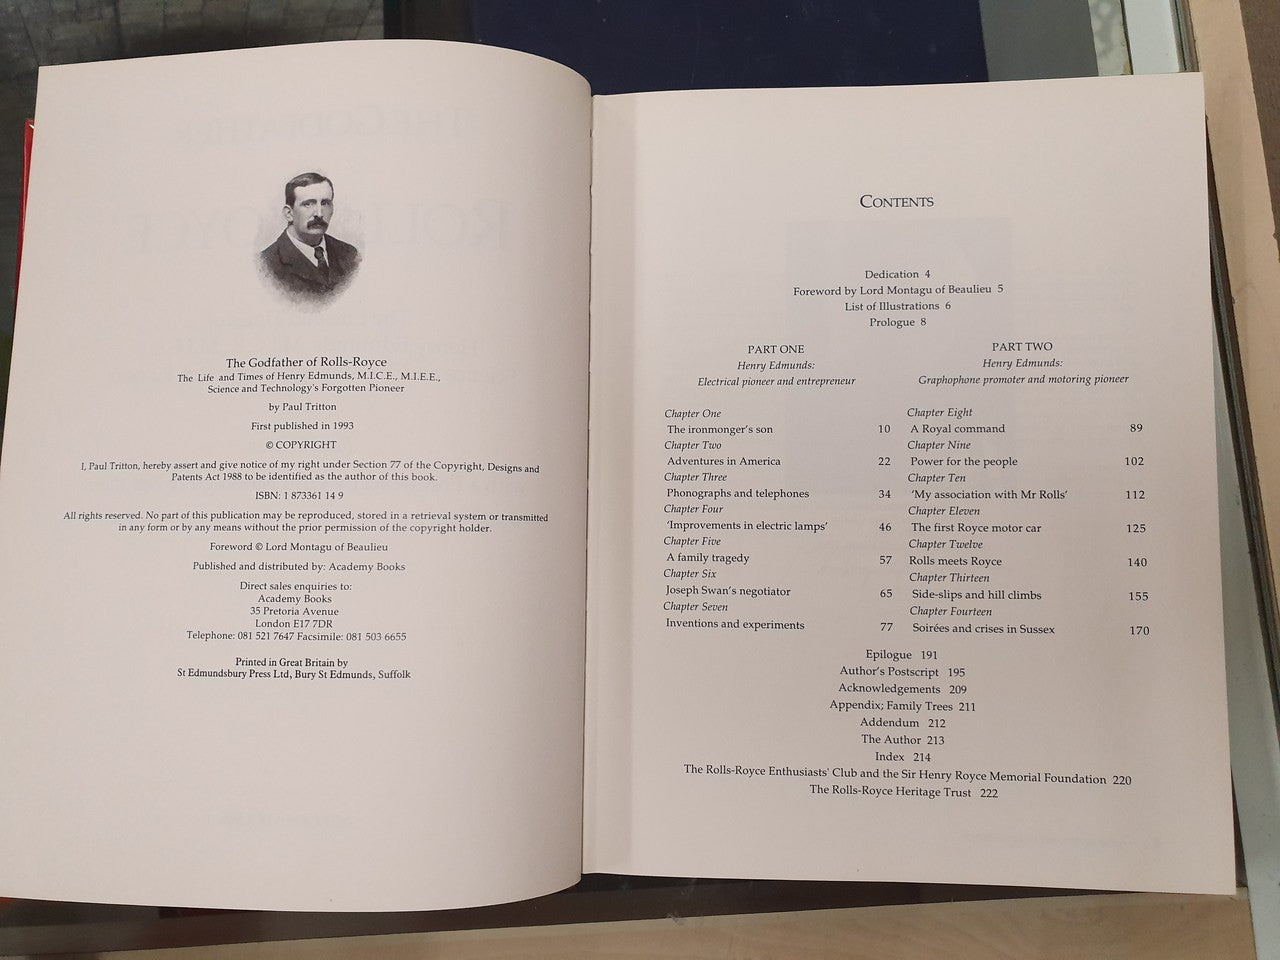 The Godfather of Rolls-Royce
The Life and Times of Henry Edmunds, M.I.C.E., M.I.E.E.,
Science and Technology's Forgotten Pioneer
by Paul Tritton
First published in 1993
© COPYRIGHT
I, Paul Tritton, hereby assert and give notice of my right under Section 77 of the Copyright, Designs and
Patents Act 1988 to be identified as the author of this book.
ISBN: 1 873361 14 9
All rights reserved. No part of this publication may be reproduced, stored in a retrieval system or transmitted
in any form or by any means without the prior permission of the copyright holder.
Foreword © Lord Montagu of Beaulieu
Published and distributed by: Academy Books
Direct sales enquiries to:
Academy Books
35 Pretoria Avenue
London E17 7DR
Telephone: 081 521 7647 Facsimile: 081 503 6655
Printed in Great Britain by
St Edmundsbury Press Ltd, Bury St Edmunds, Suffolk
CONTENTS
Dedication 4
Foreword by Lord Montagu of Beaulieu 5
List of Illustrations 6
Prologue 8
PART ONE
Henry Edmunds:
Electrical pioneer and entrepreneur
Chapter One
The ironmonger's son 10
Chapter Two
Adventures in America 22
Chapter Three
Phonographs and telephones 34
Chapter Four
'Improvements in electric lamps' 46
Chapter Five
A family tragedy 57
Chapter Six
Joseph Swan's negotiator 65
Chapter Seven
Inventions and experiments 77
PART TWO
Henry Edmunds:
Graphophone promoter and motoring pioneer
Chapter Eight
A Royal command 89
Chapter Nine
Power for the people 102
Chapter Ten
'My association with Mr Rolls' 112
Chapter Eleven
The first Royce motor car 125
Chapter Twelve
Rolls meets Royce 140
Chapter Thirteen
Side-slips and hill climbs 155
Chapter Fourteen
Soirées and crises in Sussex 170
Epilogue 191
Author's Postscript 195
Acknowledgements 209
Appendix; Family Trees 211
Addendum 212
The Author 213
Index 214
The Rolls-Royce Enthusiasts' Club and the Sir Henry Royce Memorial Foundation 220
The Rolls-Royce Heritage Trust 222